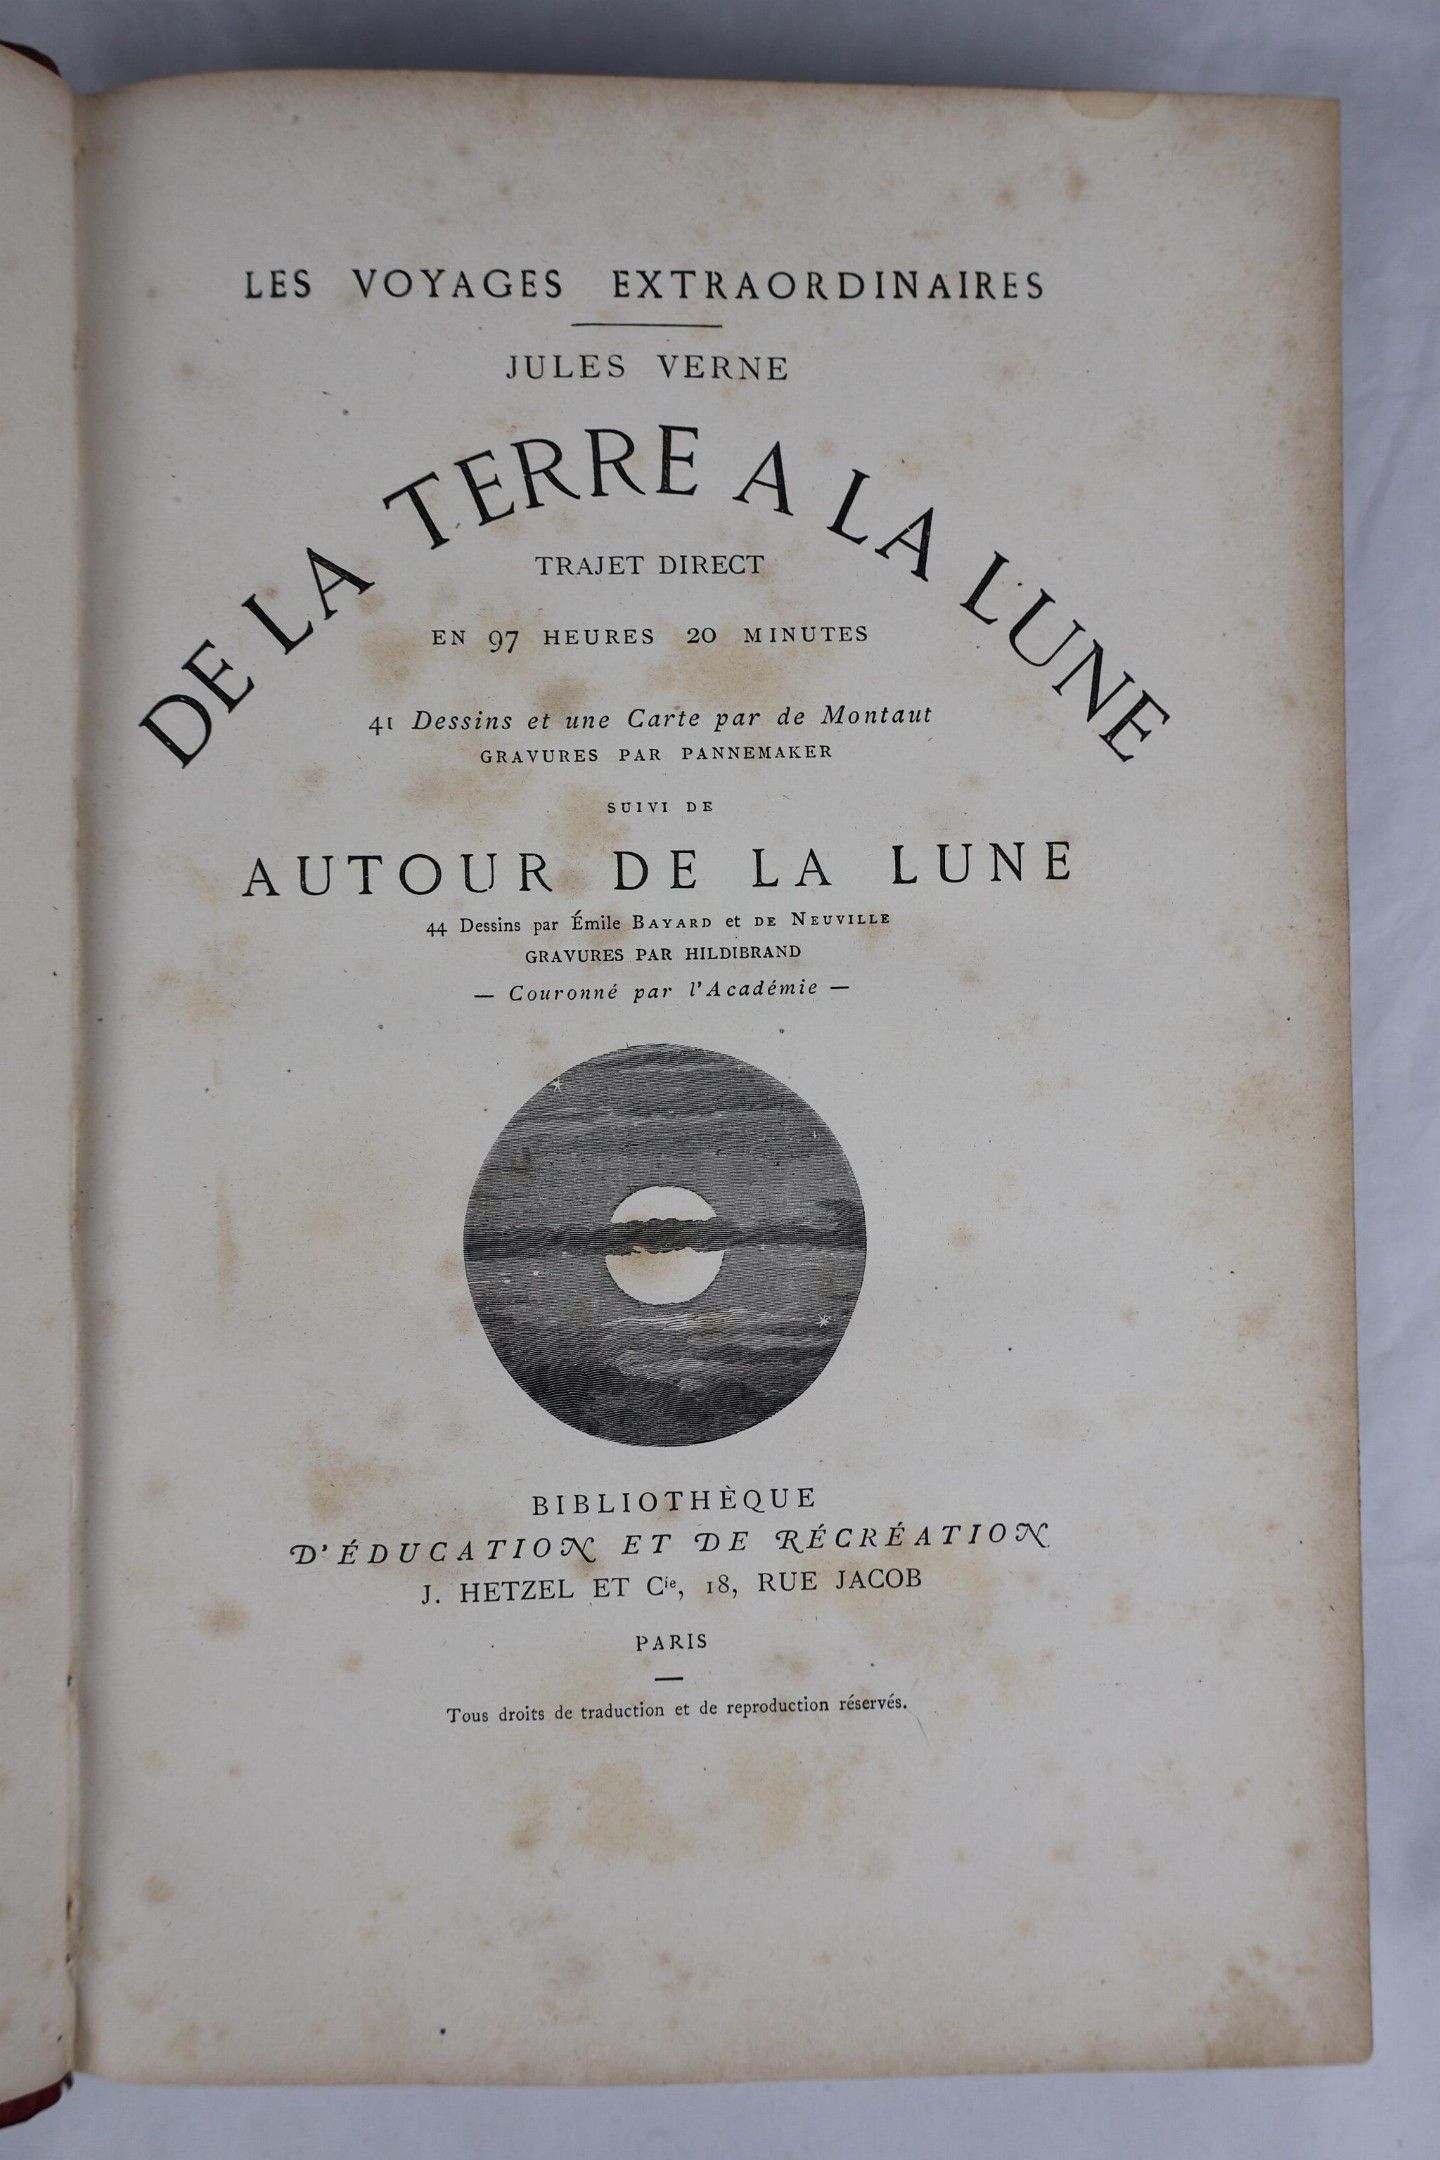 LES VOYAGES EXTRAORDINAIRES
JULES VERNE
DE LA TERRE A LA LUNE
TRAJET DIRECT
EN 97 HEURES 20 MINUTES
41 Dessins et une Carte par de Montaut
GRAVURES PAR PANNEMAKER
SUIVI DE
AUTOUR DE LA LUNE
44 Dessins par Émile BAYARD et DE NEUVILLE
GRAVURES PAR HILDIBRAND
— Couronné par l'Académie —
BIBLIOTHÈQUE
D'ÉDUCATION ET DE RÉCRÉATION
J. HETZEL ET Cie, 18, RUE JACOB
PARIS
Tous droits de traduction et de reproduction réservés.